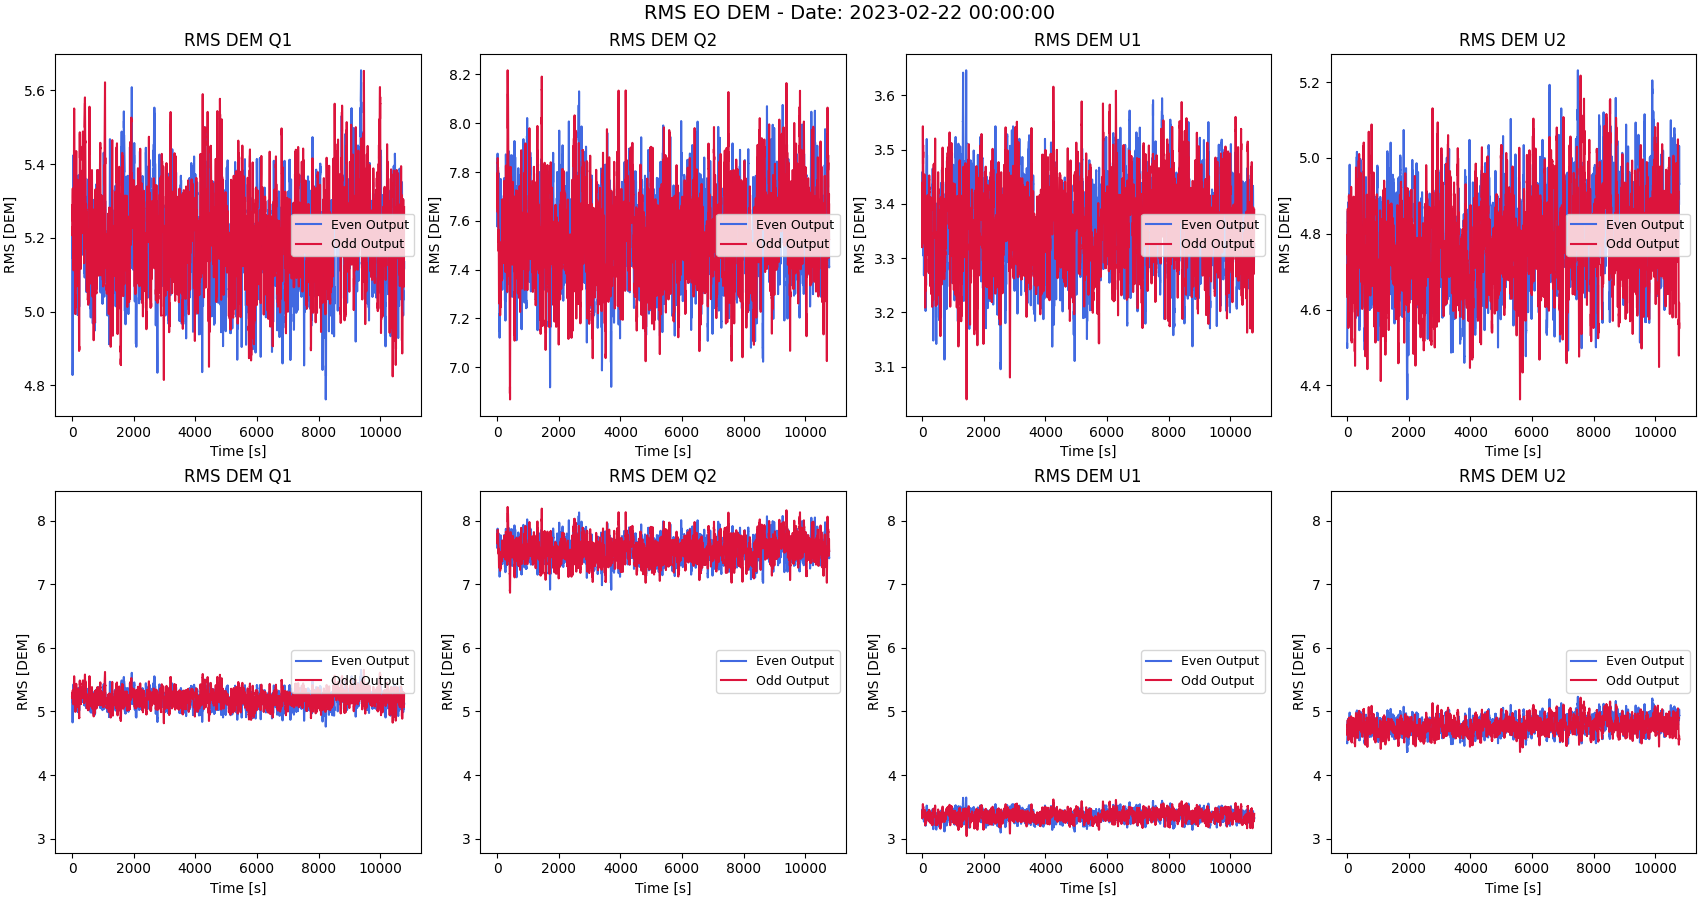 RMS EO DEM - Date: 2023-02-22 00:00:00
RMS DEM Q1
RMS [DEM]
5.6
5.4
5.2
5.0
4.8
Even Output
Odd Output
0 2000 4000 6000 8000 10000
Time [s]
RMS DEM Q2
RMS [DEM]
8.2
8.0
7.8
7.6
7.4
7.2
7.0
Even Output
Odd Output
0 2000 4000 6000 8000 10000
Time [s]
RMS DEM U1
RMS [DEM]
3.6
3.5
3.4
3.3
3.2
3.1
Even Output
Odd Output
0 2000 4000 6000 8000 10000
Time [s]
RMS DEM U2
RMS [DEM]
5.2
5.0
4.8
4.6
4.4
Even Output
Odd Output
0 2000 4000 6000 8000 10000
Time [s]
RMS DEM Q1
RMS [DEM]
8
7
6
5
4
3
Even Output
Odd Output
0 2000 4000 6000 8000 10000
Time [s]
RMS DEM Q2
RMS [DEM]
8
7
6
5
4
3
Even Output
Odd Output
0 2000 4000 6000 8000 10000
Time [s]
RMS DEM U1
RMS [DEM]
8
7
6
5
4
3
Even Output
Odd Output
0 2000 4000 6000 8000 10000
Time [s]
RMS DEM U2
RMS [DEM]
8
7
6
5
4
3
Even Output
Odd Output
0 2000 4000 6000 8000 10000
Time [s]